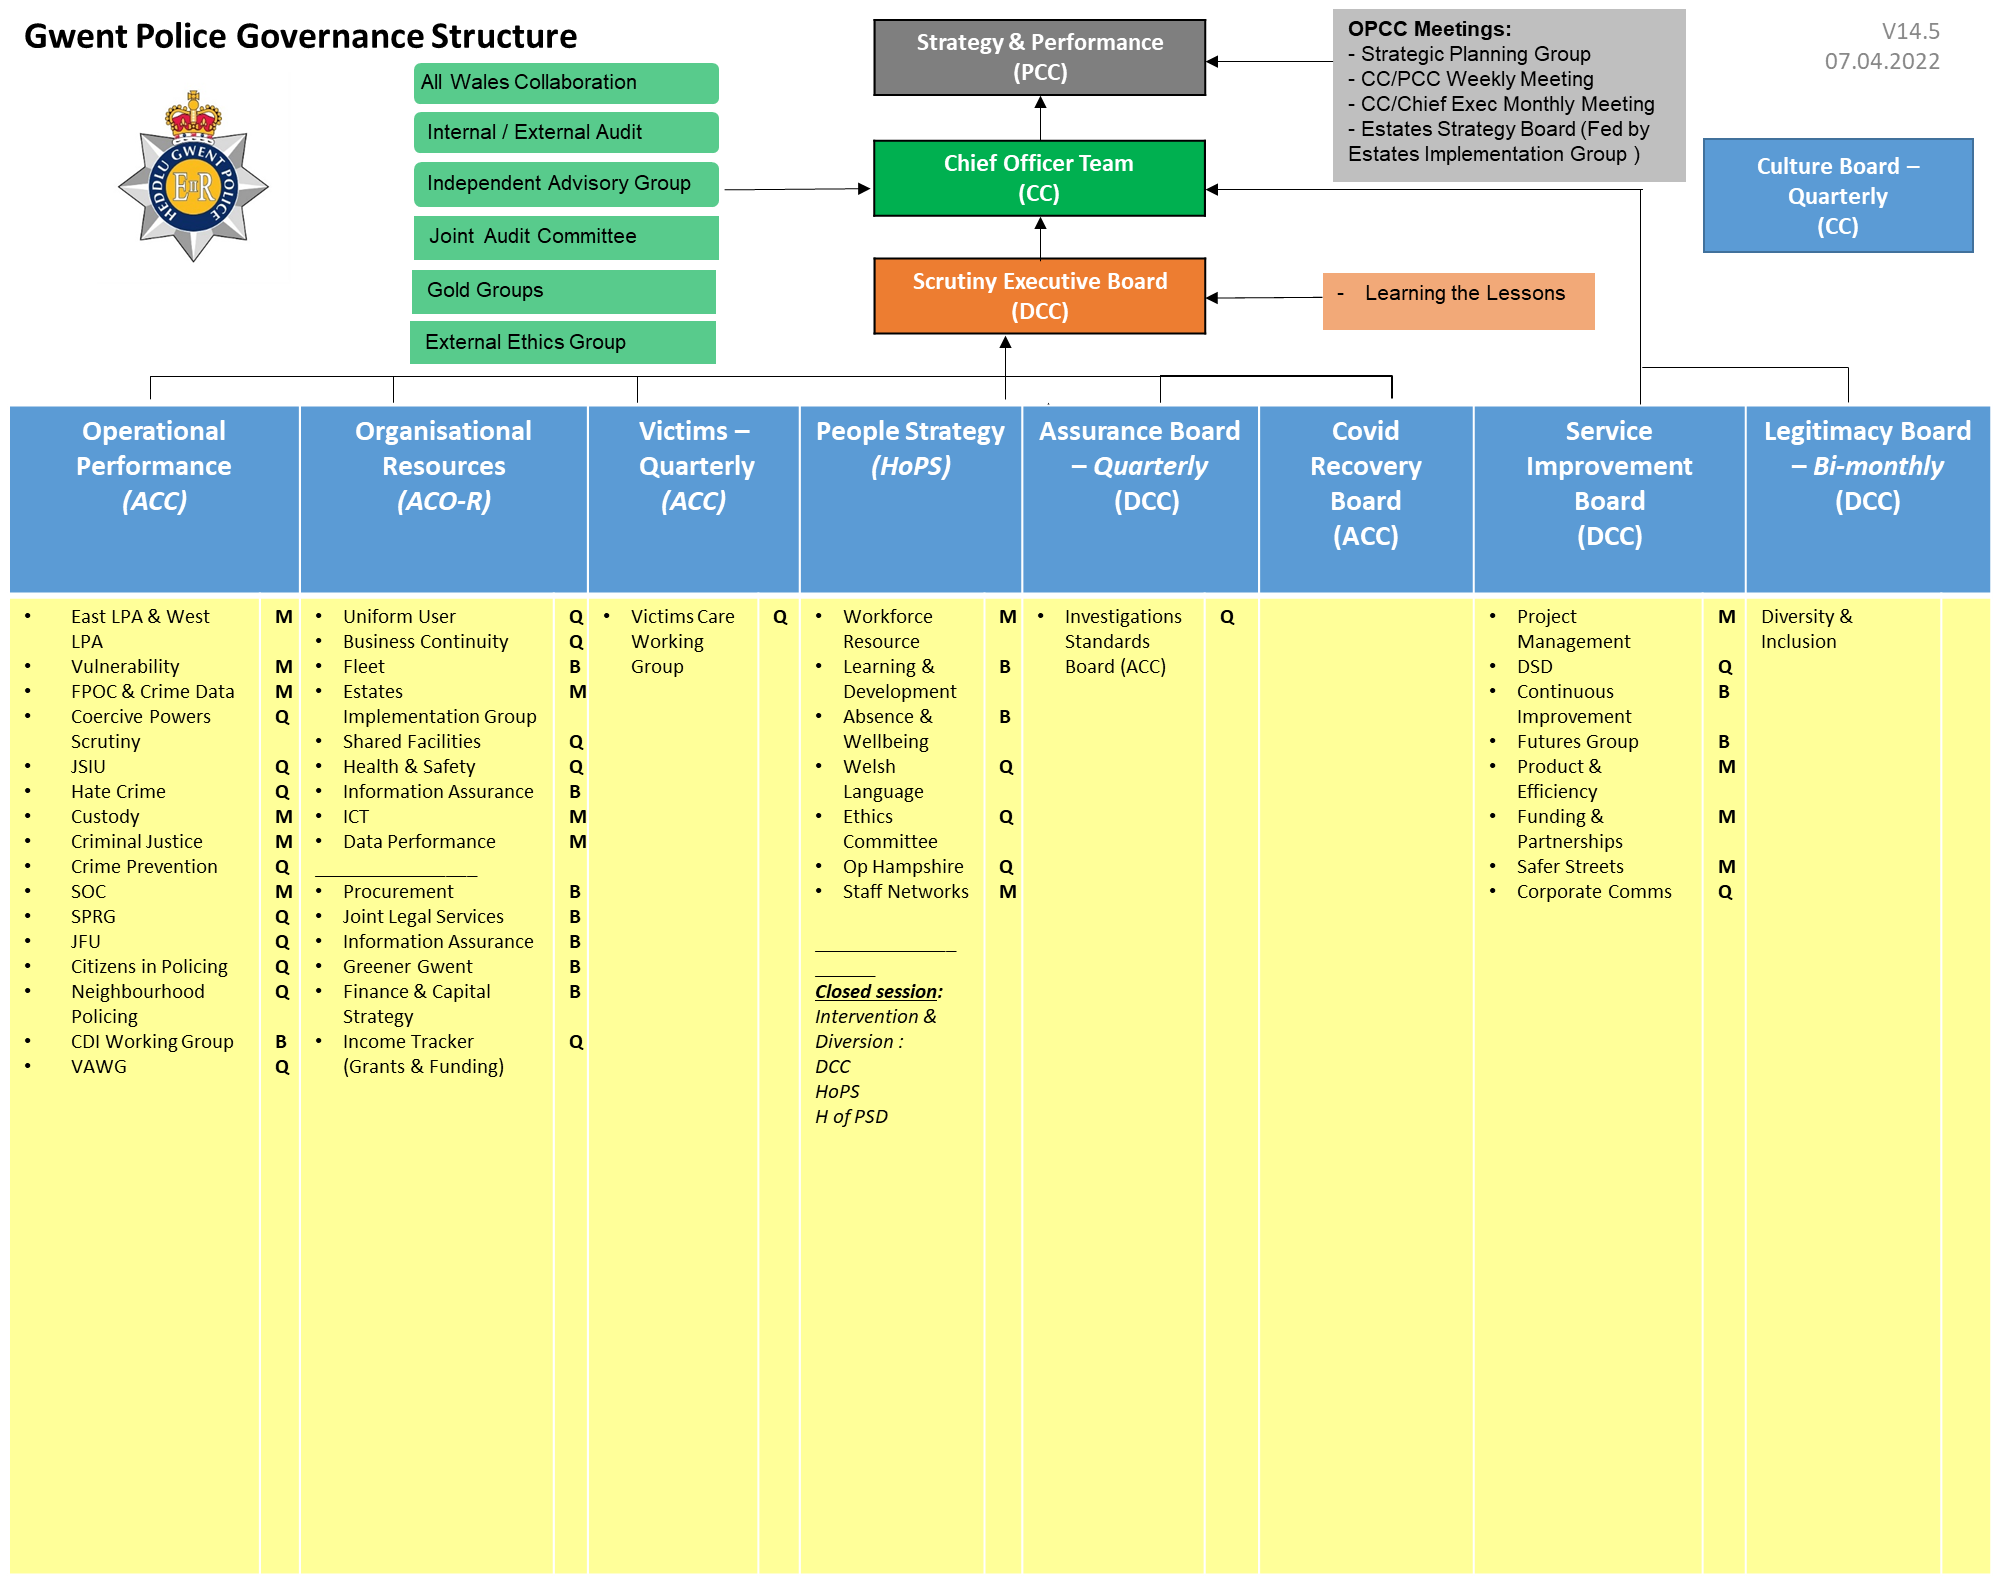 Gwent Police Governance Structure
HEDDLU GWENT POLICE
E II R
All Wales Collaboration
Internal / External Audit
Independent Advisory Group
Joint Audit Committee
Gold Groups
External Ethics Group
Strategy & Performance
(PCC)
Chief Officer Team
(CC)
Scrutiny Executive Board
(DCC)
OPCC Meetings:
- Strategic Planning Group
- CC/PCC Weekly Meeting
- CC/Chief Exec Monthly Meeting
- Estates Strategy Board (Fed by
Estates Implementation Group )
- Learning the Lessons
V14.5
07.04.2022
Culture Board –
Quarterly
(CC)
Operational
Performance
(ACC)
Organisational
Resources
(ACO-R)
Victims –
Quarterly
(ACC)
People Strategy
(HoPS)
Assurance Board
– Quarterly
(DCC)
Covid
Recovery
Board
(ACC)
Service
Improvement
Board
(DCC)
Legitimacy Board
– Bi-monthly
(DCC)
• East LPA & West M
LPA
• Vulnerability M
• FPOC & Crime Data M
• Coercive Powers Q
Scrutiny
• JSIU Q
• Hate Crime Q
• Custody M
• Criminal Justice M
• Crime Prevention Q
• SOC M
• SPRG Q
• JFU Q
• Citizens in Policing Q
• Neighbourhood Q
Policing
• CDI Working Group B
• VAWG Q
• Uniform User Q
• Business Continuity Q
• Fleet B
• Estates M
Implementation Group
• Shared Facilities Q
• Health & Safety Q
• Information Assurance B
• ICT M
• Data Performance M
• Procurement B
• Joint Legal Services B
• Information Assurance B
• Greener Gwent B
• Finance & Capital B
Strategy
• Income Tracker Q
(Grants & Funding)
• Victims Care Q
Working
Group
• Workforce M
Resource
• Learning & B
Development
• Absence & B
Wellbeing
• Welsh Q
Language
• Ethics Q
Committee
• Op Hampshire Q
• Staff Networks M
Closed session:
Intervention &
Diversion :
DCC
HoPS
H of PSD
• Investigations Q
Standards
Board (ACC)
• Project M
Management
• DSD Q
• Continuous B
Improvement
• Futures Group B
• Product & M
Efficiency
• Funding & M
Partnerships
• Safer Streets M
• Corporate Comms Q
Diversity &
Inclusion